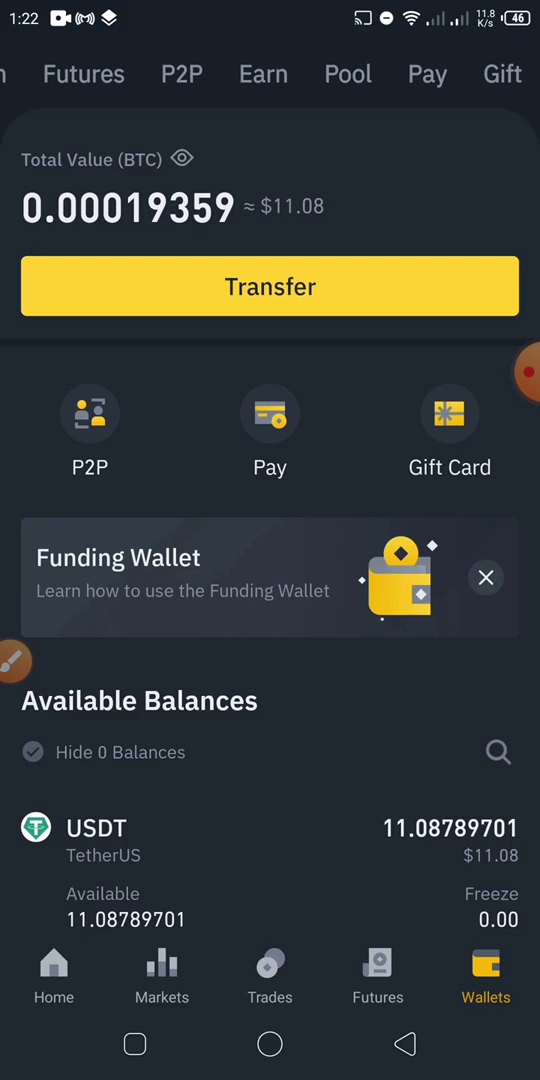 1:22
11.8
K/s
46
Futures P2P Earn Pool Pay Gift
Total Value (BTC)
0.00019359 ≈ $11.08
Transfer
P2P Pay Gift Card
Funding Wallet
Learn how to use the Funding Wallet
Available Balances
Hide 0 Balances
USDT 11.08789701
TetherUS $11.08
Available Freeze
11.08789701 0.00
Home Markets Trades Futures Wallets